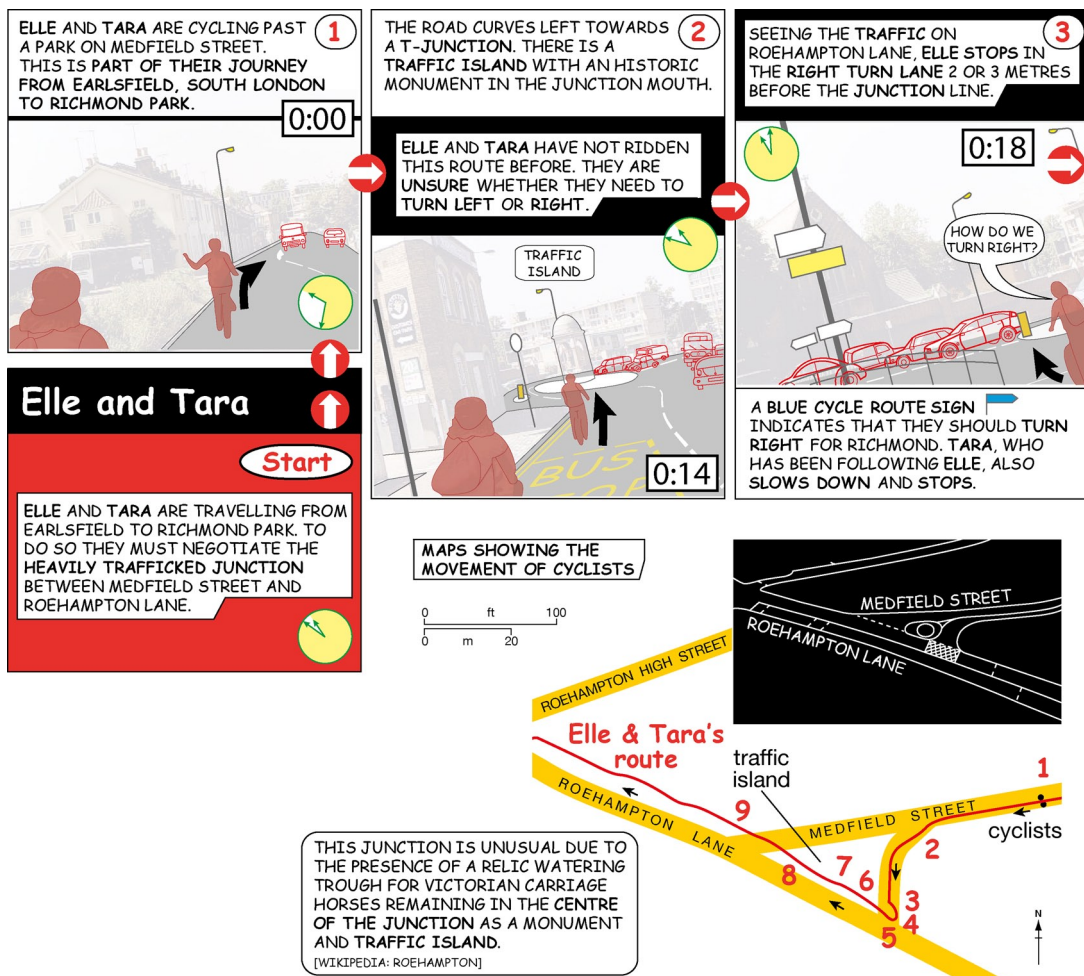 Elle and Tara
Start
ELLE AND TARA ARE TRAVELLING FROM
EARLSFIELD TO RICHMOND PARK. TO
DO SO THEY MUST NEGOTIATE THE
HEAVILY TRAFFICKED JUNCTION
BETWEEN MEDFIELD STREET AND
ROEHAMPTON LANE.
1
ELLE AND TARA ARE CYCLING PAST
A PARK ON MEDFIELD STREET.
THIS IS PART OF THEIR JOURNEY
FROM EARLSFIELD, SOUTH LONDON
TO RICHMOND PARK.
0:00
2
THE ROAD CURVES LEFT TOWARDS
A T-JUNCTION. THERE IS A
TRAFFIC ISLAND WITH AN HISTORIC
MONUMENT IN THE JUNCTION MOUTH.
ELLE AND TARA HAVE NOT RIDDEN
THIS ROUTE BEFORE. THEY ARE
UNSURE WHETHER THEY NEED TO
TURN LEFT OR RIGHT.
TRAFFIC
ISLAND
BUS
STOP
0:14
3
SEEING THE TRAFFIC ON
ROEHAMPTON LANE, ELLE STOPS IN
THE RIGHT TURN LANE 2 OR 3 METRES
BEFORE THE JUNCTION LINE.
0:18
HOW DO WE
TURN RIGHT?
A BLUE CYCLE ROUTE SIGN
INDICATES THAT THEY SHOULD TURN
RIGHT FOR RICHMOND. TARA, WHO
HAS BEEN FOLLOWING ELLE, ALSO
SLOWS DOWN AND STOPS.
MAPS SHOWING THE
MOVEMENT OF CYCLISTS
0 ft 100
0 m 20
MEDFIELD STREET
ROEHAMPTON LANE
ROEHAMPTON HIGH STREET
Elle & Tara's
route
traffic
island
ROEHAMPTON LANE
MEDFIELD STREET
cyclists
1
2
3
4
5
6
7
8
9
N
THIS JUNCTION IS UNUSUAL DUE TO
THE PRESENCE OF A RELIC WATERING
TROUGH FOR VICTORIAN CARRIAGE
HORSES REMAINING IN THE CENTRE
OF THE JUNCTION AS A MONUMENT
AND TRAFFIC ISLAND.
[WIKIPEDIA: ROEHAMPTON]